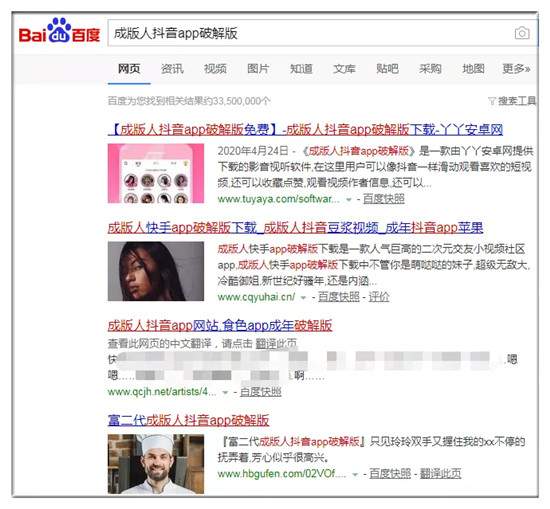 Bai du 百度
成版人抖音app破解版
网页 资讯 视频 图片 知道 文库 贴吧 采购 地图 更多»
百度为您找到相关结果约33,500,000个 搜索工具
【成版人抖音app破解版免费】-成版人抖音app破解版下载-丫丫安卓网
2020年4月24日 - 《成版人抖音app破解版》是一款由丫丫安卓网提供
下载的影音视听软件,在这里用户可以像抖音一样滑动观看喜欢的短视
频,还可以收藏点赞,观看视频作者信息,还可以...
www.tuyaya.com/softwar... - 百度快照
成版人快手app破解版下载_成版人抖音豆浆视频_成年抖音app苹果
成版人快手app破解版下载是一款人气巨高的二次元交友小视频社区
app,成版人快手app破解版下载中不管你是萌哒哒的妹子,超级无敌大,
冷酷御姐,新世纪好骚年,还是内涵...
www.cqyuhai.cn/ - 百度快照 - 评价
成版人抖音app网站,食色app成年破解版
查看此网页的中文翻译，请点击 翻译此页
快 , 嗯
嗯…. 啊……
www.qcjh.net/artists/4... - 百度快照
富二代成版人抖音app破解版
『富二代成版人抖音app破解版』只见玲玲双手又握住我的xx不停的
抚弄着,芳心似乎很高兴。
www.hbgufen.com/02VOf.... - 百度快照 - 翻译此页